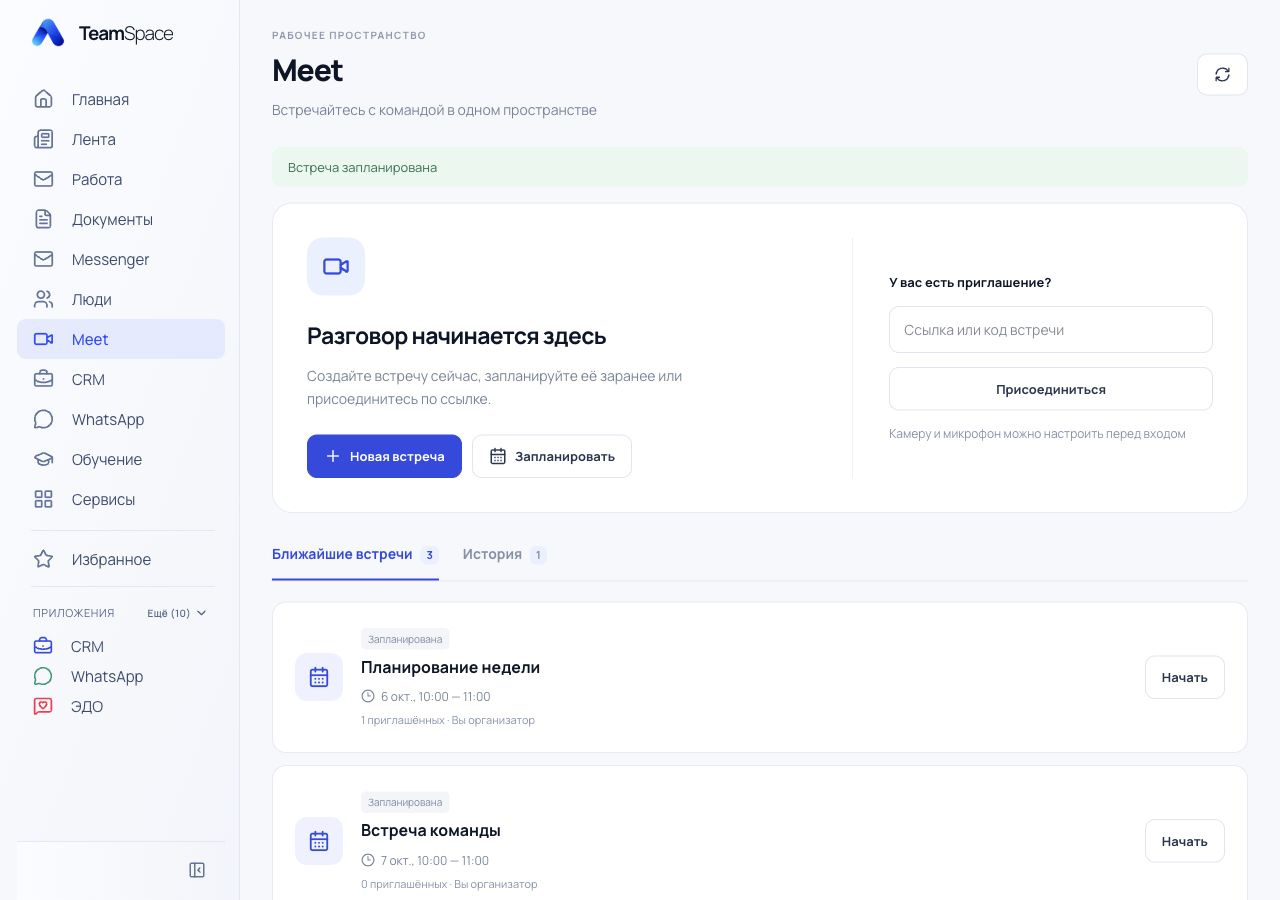 TeamSpace
Главная
Лента
Работа
Документы
Messenger
Люди
Meet
CRM
WhatsApp
Обучение
Сервисы
Избранное
ПРИЛОЖЕНИЯ
Ещё (10)
CRM
WhatsApp
ЭДО
РАБОЧЕЕ ПРОСТРАНСТВО
Meet
Встречайтесь с командой в одном пространстве
Встреча запланирована
Разговор начинается здесь
Создайте встречу сейчас, запланируйте её заранее или
присоединитесь по ссылке.
Новая встреча
Запланировать
У вас есть приглашение?
Ссылка или код встречи
Присоединиться
Камеру и микрофон можно настроить перед входом
Ближайшие встречи 3
История 1
Запланирована
Планирование недели
6 окт., 10:00 — 11:00
1 приглашённых · Вы организатор
Начать
Запланирована
Встреча команды
7 окт., 10:00 — 11:00
0 приглашённых · Вы организатор
Начать